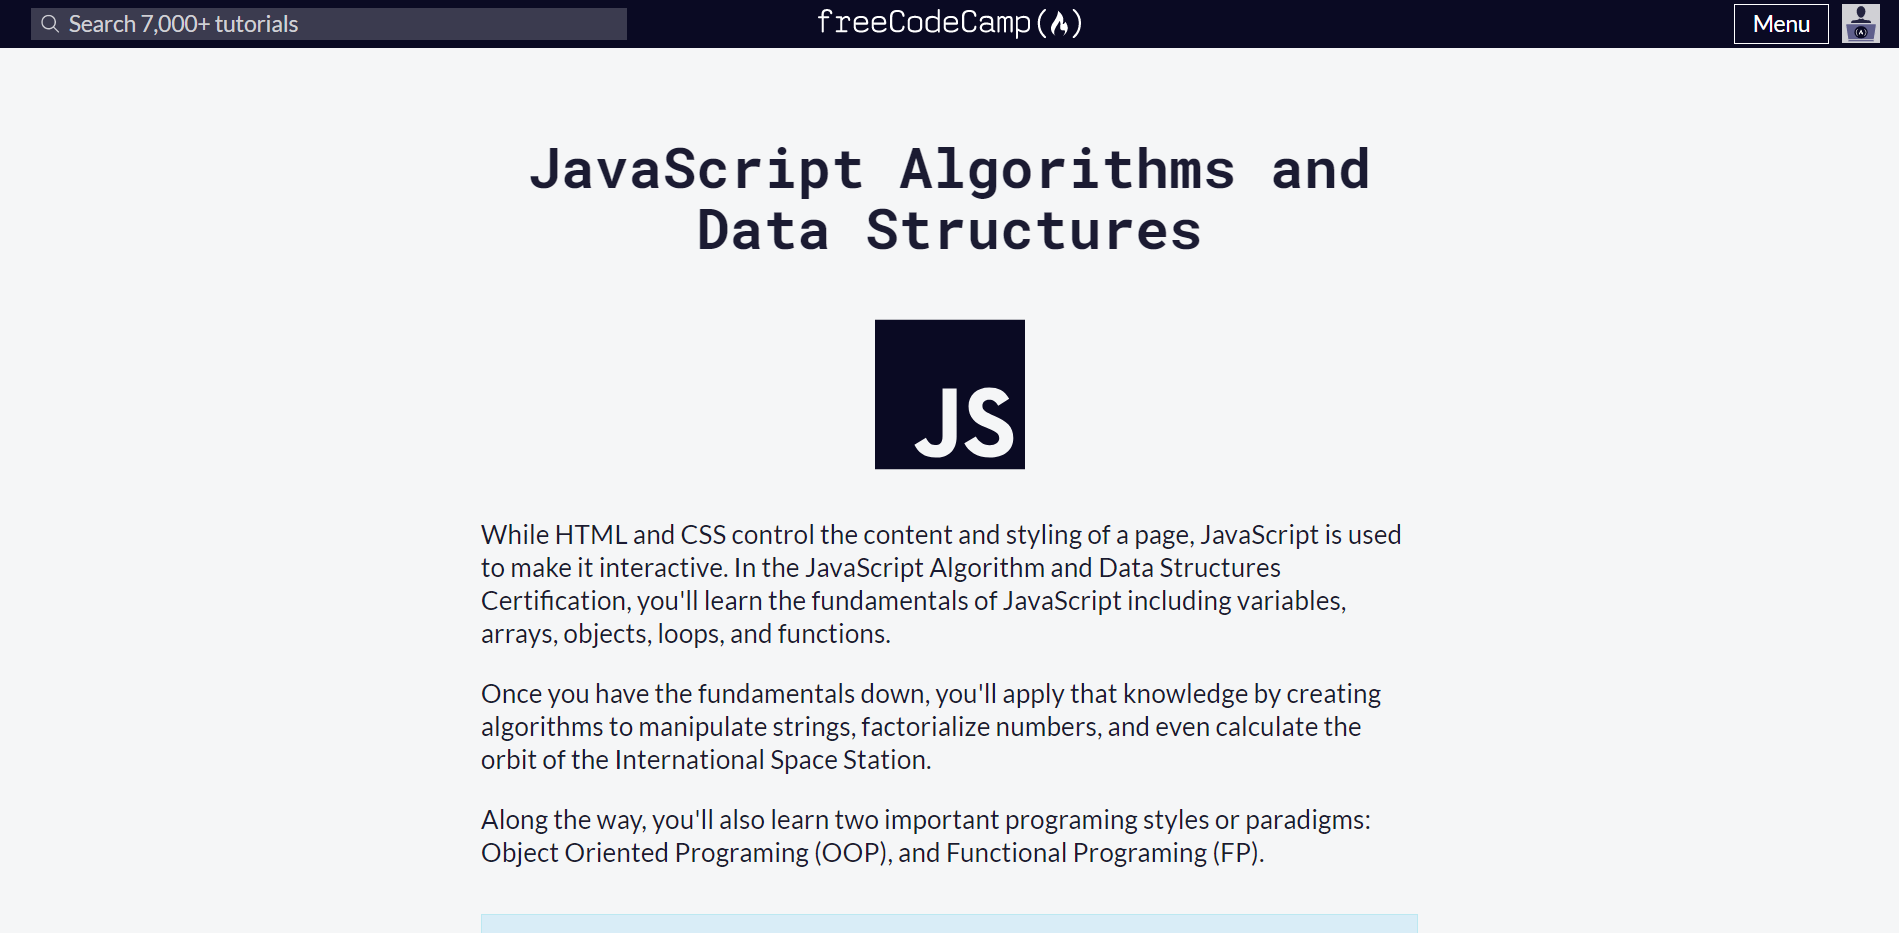 Search 7,000+ tutorials
freeCodeCamp(🔥)
Menu
JavaScript Algorithms and
Data Structures
JS
While HTML and CSS control the content and styling of a page, JavaScript is used
to make it interactive. In the JavaScript Algorithm and Data Structures
Certification, you'll learn the fundamentals of JavaScript including variables,
arrays, objects, loops, and functions.
Once you have the fundamentals down, you'll apply that knowledge by creating
algorithms to manipulate strings, factorialize numbers, and even calculate the
orbit of the International Space Station.
Along the way, you'll also learn two important programing styles or paradigms:
Object Oriented Programing (OOP), and Functional Programing (FP).